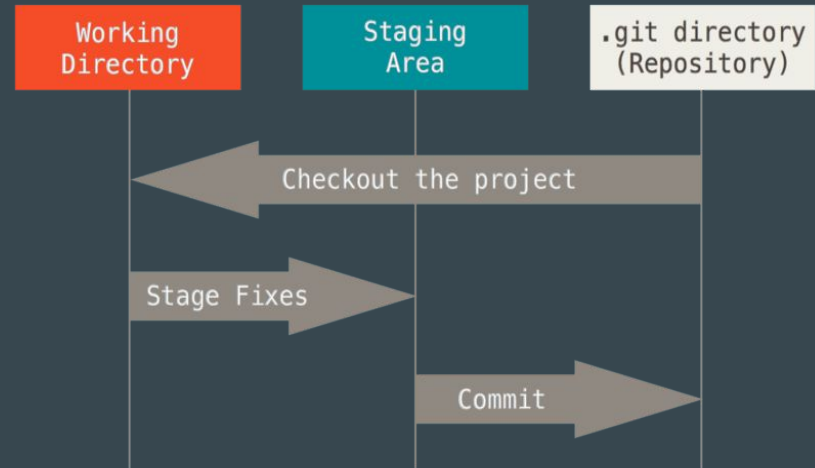 Working
Directory
Staging
Area
.git directory
(Repository)
Checkout the project
Stage Fixes
Commit